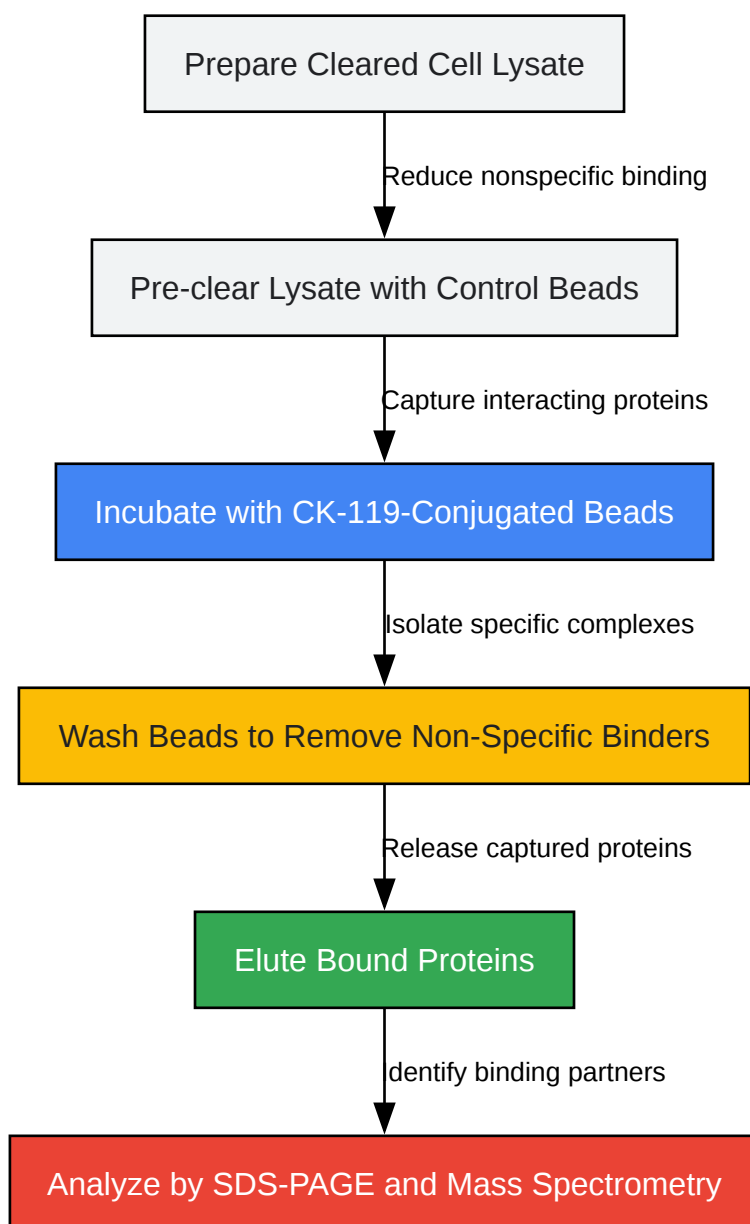 Prepare Cleared Cell Lysate
Reduce nonspecific binding
Pre-clear Lysate with Control Beads
Capture interacting proteins
Incubate with CK-119-Conjugated Beads
Isolate specific complexes
Wash Beads to Remove Non-Specific Binders
Release captured proteins
Elute Bound Proteins
Identify binding partners
Analyze by SDS-PAGE and Mass Spectrometry